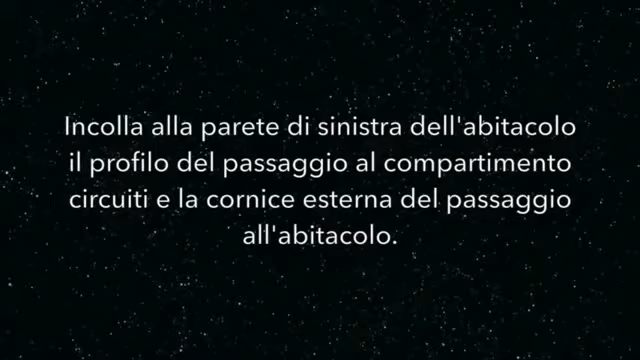 Incolla alla parete di sinistra dell'abitacolo
il profilo del passaggio al compartimento
circuiti e la cornice esterna del passaggio
all'abitacolo.